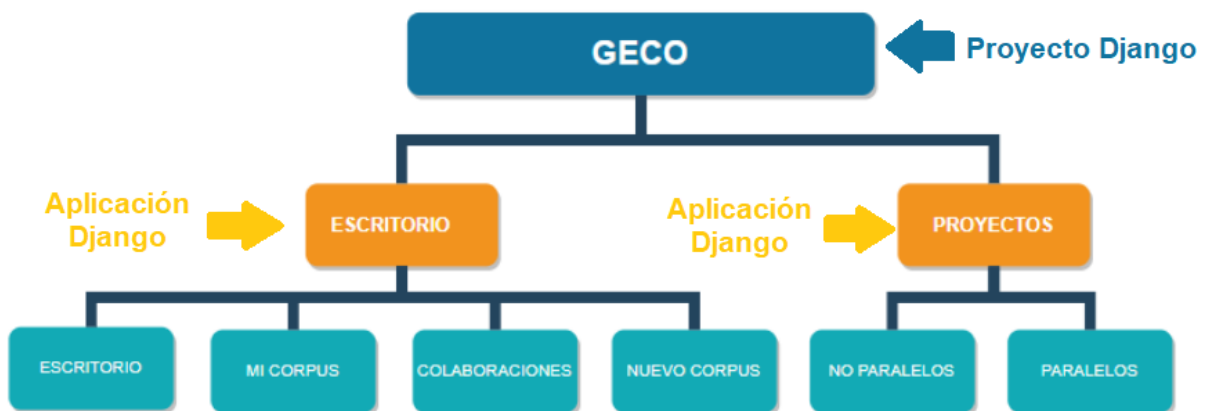 GECO
Proyecto Django
Aplicación
Django
ESCRITORIO
Aplicación
Django
PROYECTOS
ESCRITORIO
MI CORPUS
COLABORACIONES
NUEVO CORPUS
NO PARALELOS
PARALELOS